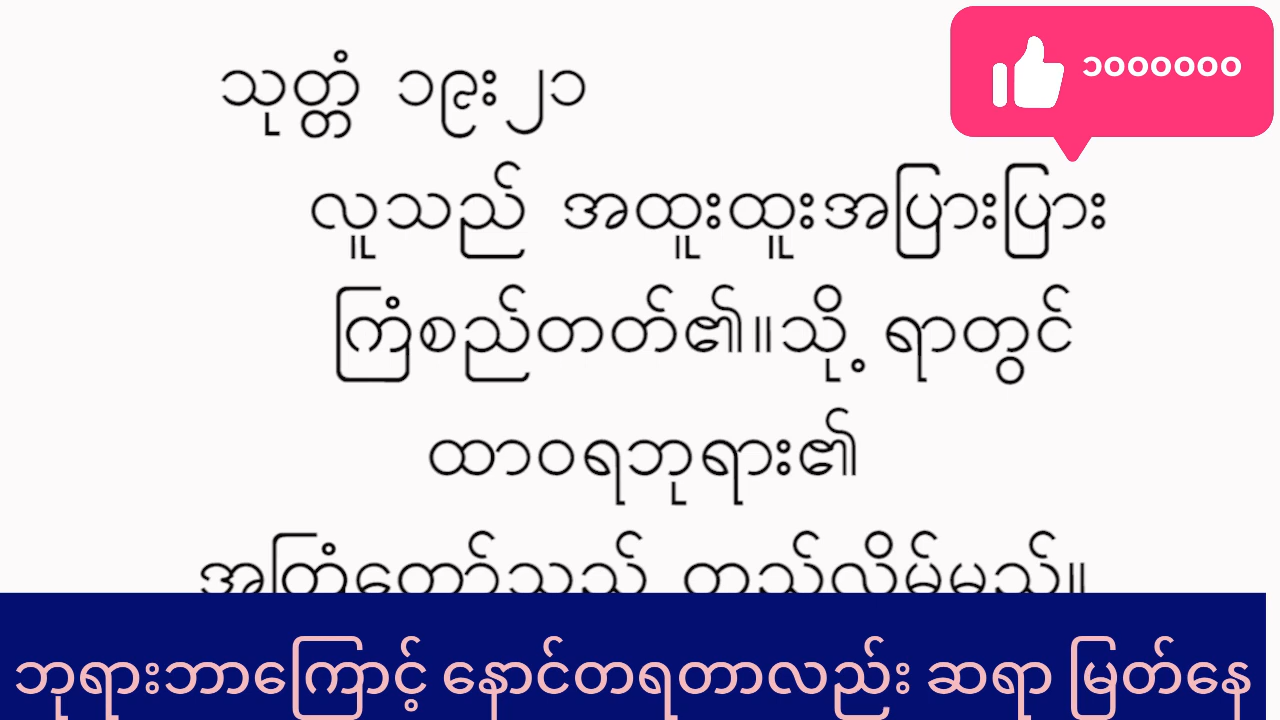 သုတ္တံ ၁၉း၂၁
၁၀၀၀၀၀၀
လူသည် အထူးထူးအပြားပြား
ကြံစည်တတ်၏။သို့ ရာတွင်
ထာဝရဘုရား၏
အကြံတော်သည် တည်လိမ့်မည်။
ဘုရားဘာကြောင့် နောင်တရတာလည်း ဆရာ မြတ်နေ